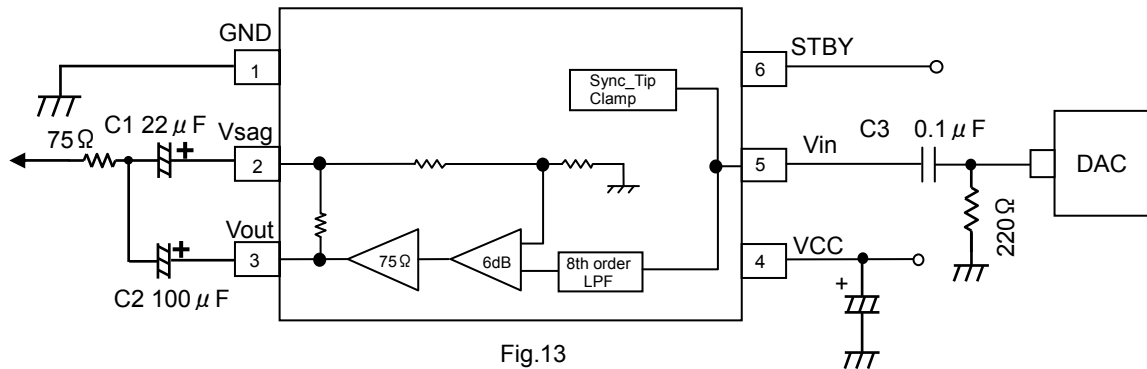 GND
1
STBY
6
Sync_Tip
Clamp
75Ω
C1 22μF
+
Vsag
2
Vin
5
C3 0.1μF
DAC
220Ω
Vout
3
+
C2 100μF
75Ω
6dB
8th order
LPF
VCC
4
+
Fig.13